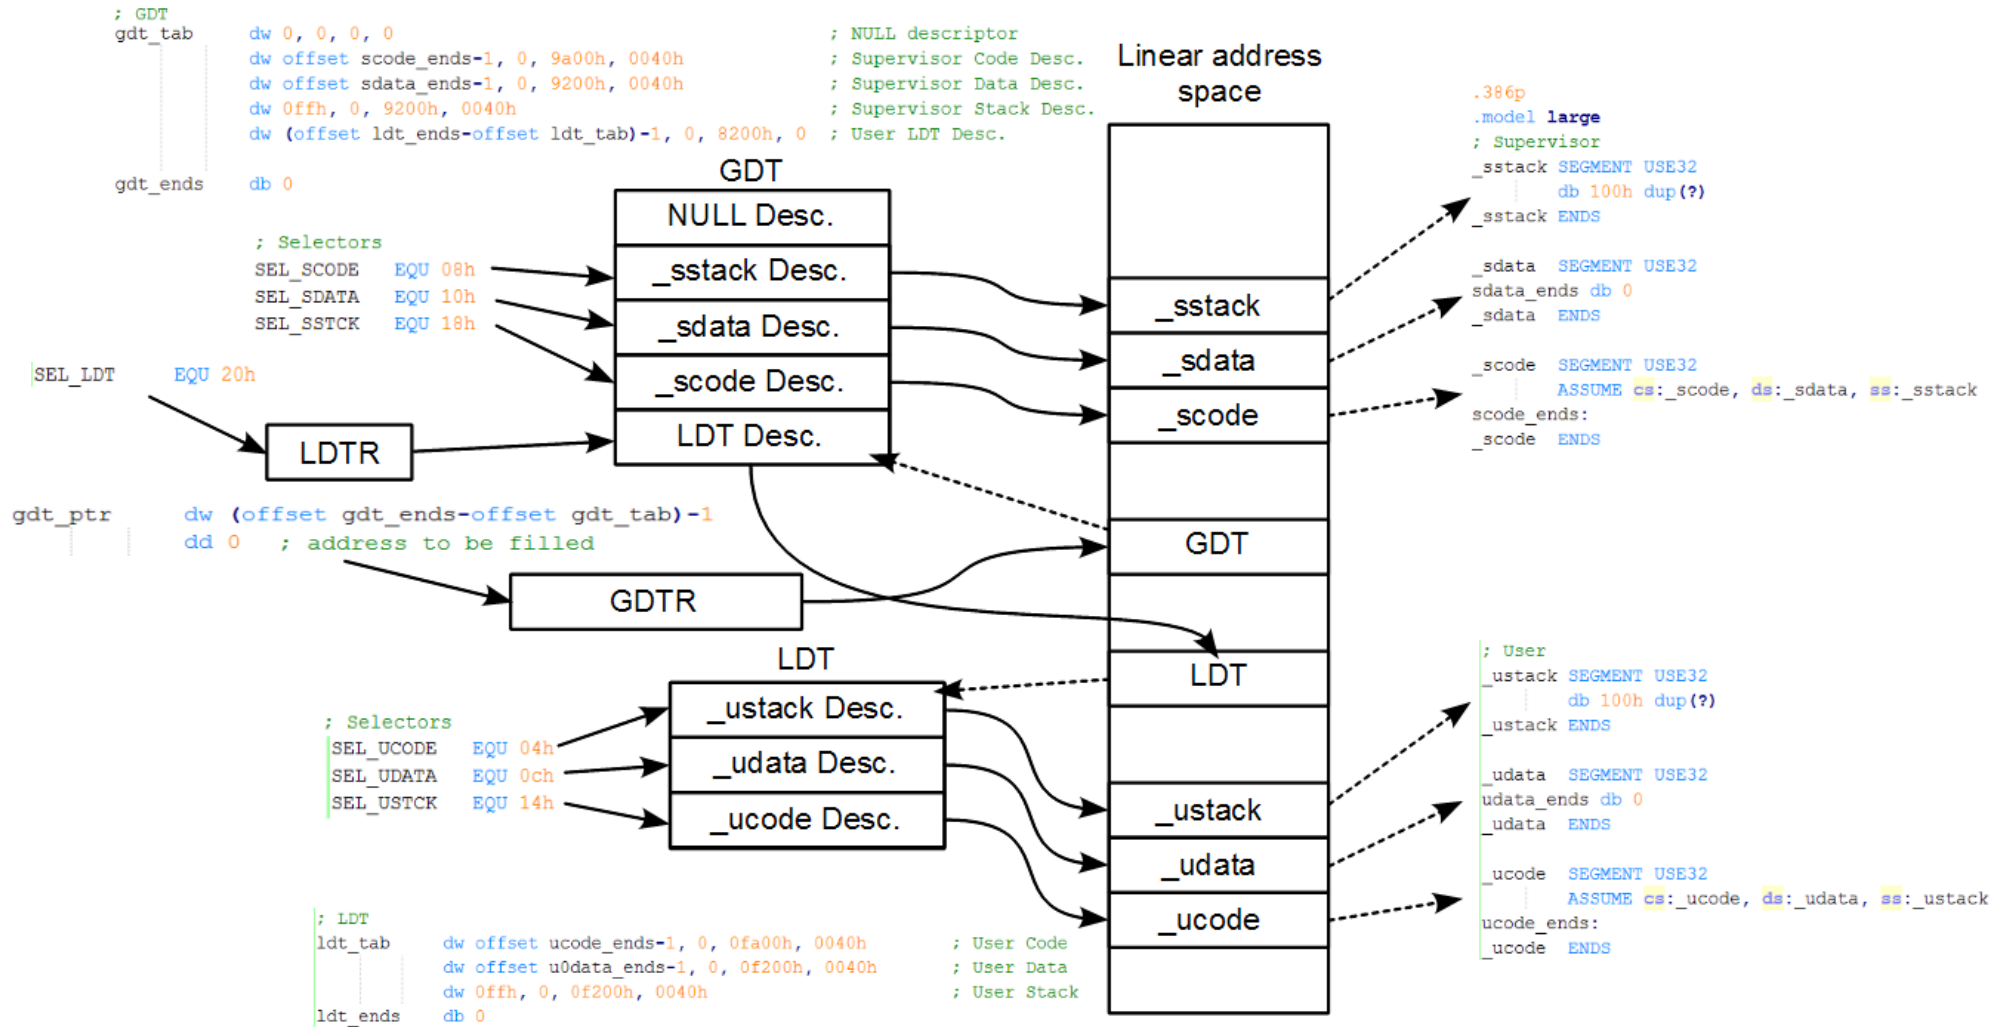 ; GDT
gdt_tab dw 0, 0, 0, 0 ; NULL descriptor
dw offset scode_ends-1, 0, 9a00h, 0040h ; Supervisor Code Desc.
dw offset sdata_ends-1, 0, 9200h, 0040h ; Supervisor Data Desc.
dw 0ffh, 0, 9200h, 0040h ; Supervisor Stack Desc.
dw (offset ldt_ends-offset ldt_tab)-1, 0, 8200h, 0 ; User LDT Desc.
gdt_ends db 0
; Selectors
SEL_SCODE EQU 08h
SEL_SDATA EQU 10h
SEL_SSTCK EQU 18h
SEL_LDT EQU 20h
LDTR
GDT
NULL Desc.
_sstack Desc.
_sdata Desc.
_scode Desc.
LDT Desc.
gdt_ptr dw (offset gdt_ends-offset gdt_tab)-1
dd 0 ; address to be filled
GDTR
LDT
_ustack Desc.
_udata Desc.
_ucode Desc.
; Selectors
SEL_UCODE EQU 04h
SEL_UDATA EQU 0ch
SEL_USTCK EQU 14h
; LDT
ldt_tab dw offset ucode_ends-1, 0, 0fa00h, 0040h ; User Code
dw offset u0data_ends-1, 0, 0f200h, 0040h ; User Data
dw 0ffh, 0, 0f200h, 0040h ; User Stack
ldt_ends db 0
Linear address
space
_sstack
_sdata
_scode
GDT
LDT
_ustack
_udata
_ucode
.386p
.model large
; Supervisor
_sstack SEGMENT USE32
db 100h dup(?)
_sstack ENDS
_sdata SEGMENT USE32
sdata_ends db 0
_sdata ENDS
_scode SEGMENT USE32
ASSUME cs:_scode, ds:_sdata, ss:_sstack
scode_ends:
_scode ENDS
; User
_ustack SEGMENT USE32
db 100h dup(?)
_ustack ENDS
_udata SEGMENT USE32
udata_ends db 0
_udata ENDS
_ucode SEGMENT USE32
ASSUME cs:_ucode, ds:_udata, ss:_ustack
ucode_ends:
_ucode ENDS